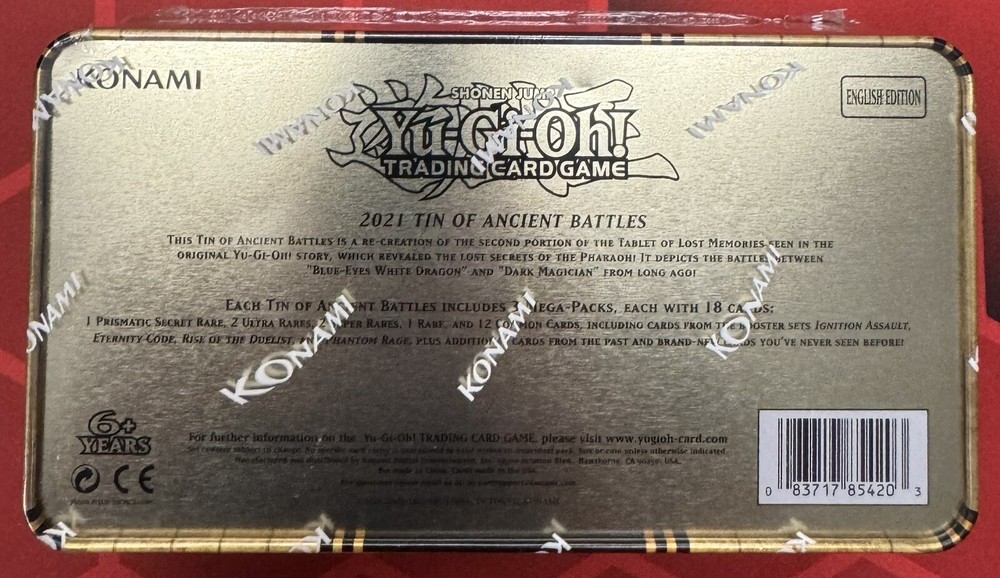 KONAMI
ENGLISH EDITION
SHONEN JUMP
Yu-Gi-Oh!
TRADING CARD GAME
2021 TIN OF ANCIENT BATTLES
THIS TIN OF ANCIENT BATTLES IS A RE-CREATION OF THE SECOND PORTION OF THE TABLET OF LOST MEMORIES SEEN IN THE
ORIGINAL YU-GI-OH! STORY, WHICH REVEALED THE LOST SECRETS OF THE PHARAOH! IT DEPICTS THE BATTLE BETWEEN
"BLUE-EYES WHITE DRAGON" AND "DARK MAGICIAN" FROM LONG AGO!
EACH TIN OF ANCIENT BATTLES INCLUDES 3 MEGA-PACKS, EACH WITH 18 CARDS:
1 PRISMATIC SECRET RARE, 2 ULTRA RARES, 2 SUPER RARES, 1 RARE, AND 12 COMMON CARDS, INCLUDING CARDS FROM THE BOOSTER SETS IGNITION ASSAULT,
ETERNITY CODE, RISE OF THE DUELIST, AND PHANTOM RAGE, PLUS ADDITIONAL CARDS FROM THE PAST AND BRAND-NEW CARDS YOU'VE NEVER SEEN BEFORE!
6+
YEARS
CE
For further information on the Yu-Gi-Oh! TRADING CARD GAME, please visit www.yugioh-card.com
0 83717 85420 3
KONAMI
KONAMI
KONAMI
KONAMI
KONAMI
KONAMI
KONAMI
KONAMI